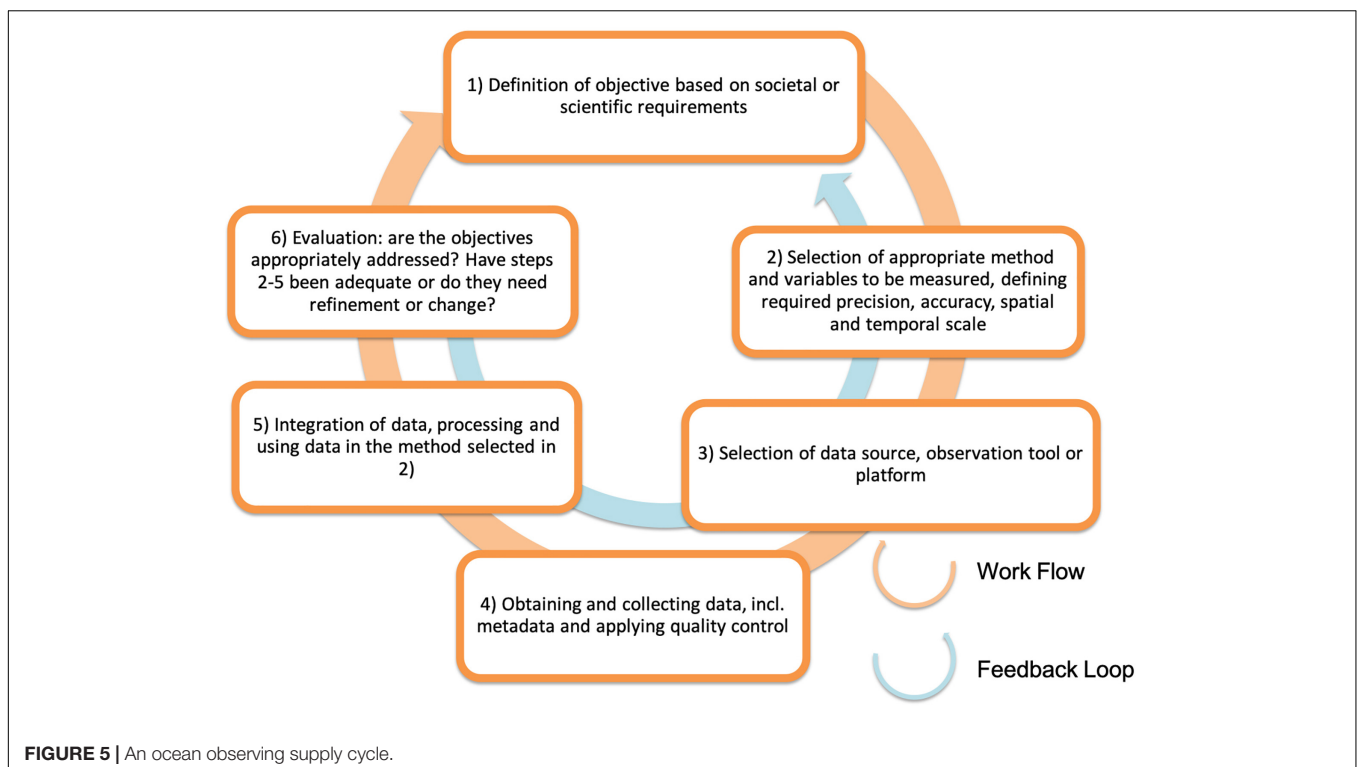 1) Definition of objective based on societal or
scientific requirements
2) Selection of appropriate method
and variables to be measured, defining
required precision, accuracy, spatial
and temporal scale
3) Selection of data source, observation tool or
platform
4) Obtaining and collecting data, incl.
metadata and applying quality control
5) Integration of data, processing and
using data in the method selected in
2)
6) Evaluation: are the objectives
appropriately addressed? Have steps
2-5 been adequate or do they need
refinement or change?
Work Flow
Feedback Loop
FIGURE 5 | An ocean observing supply cycle.